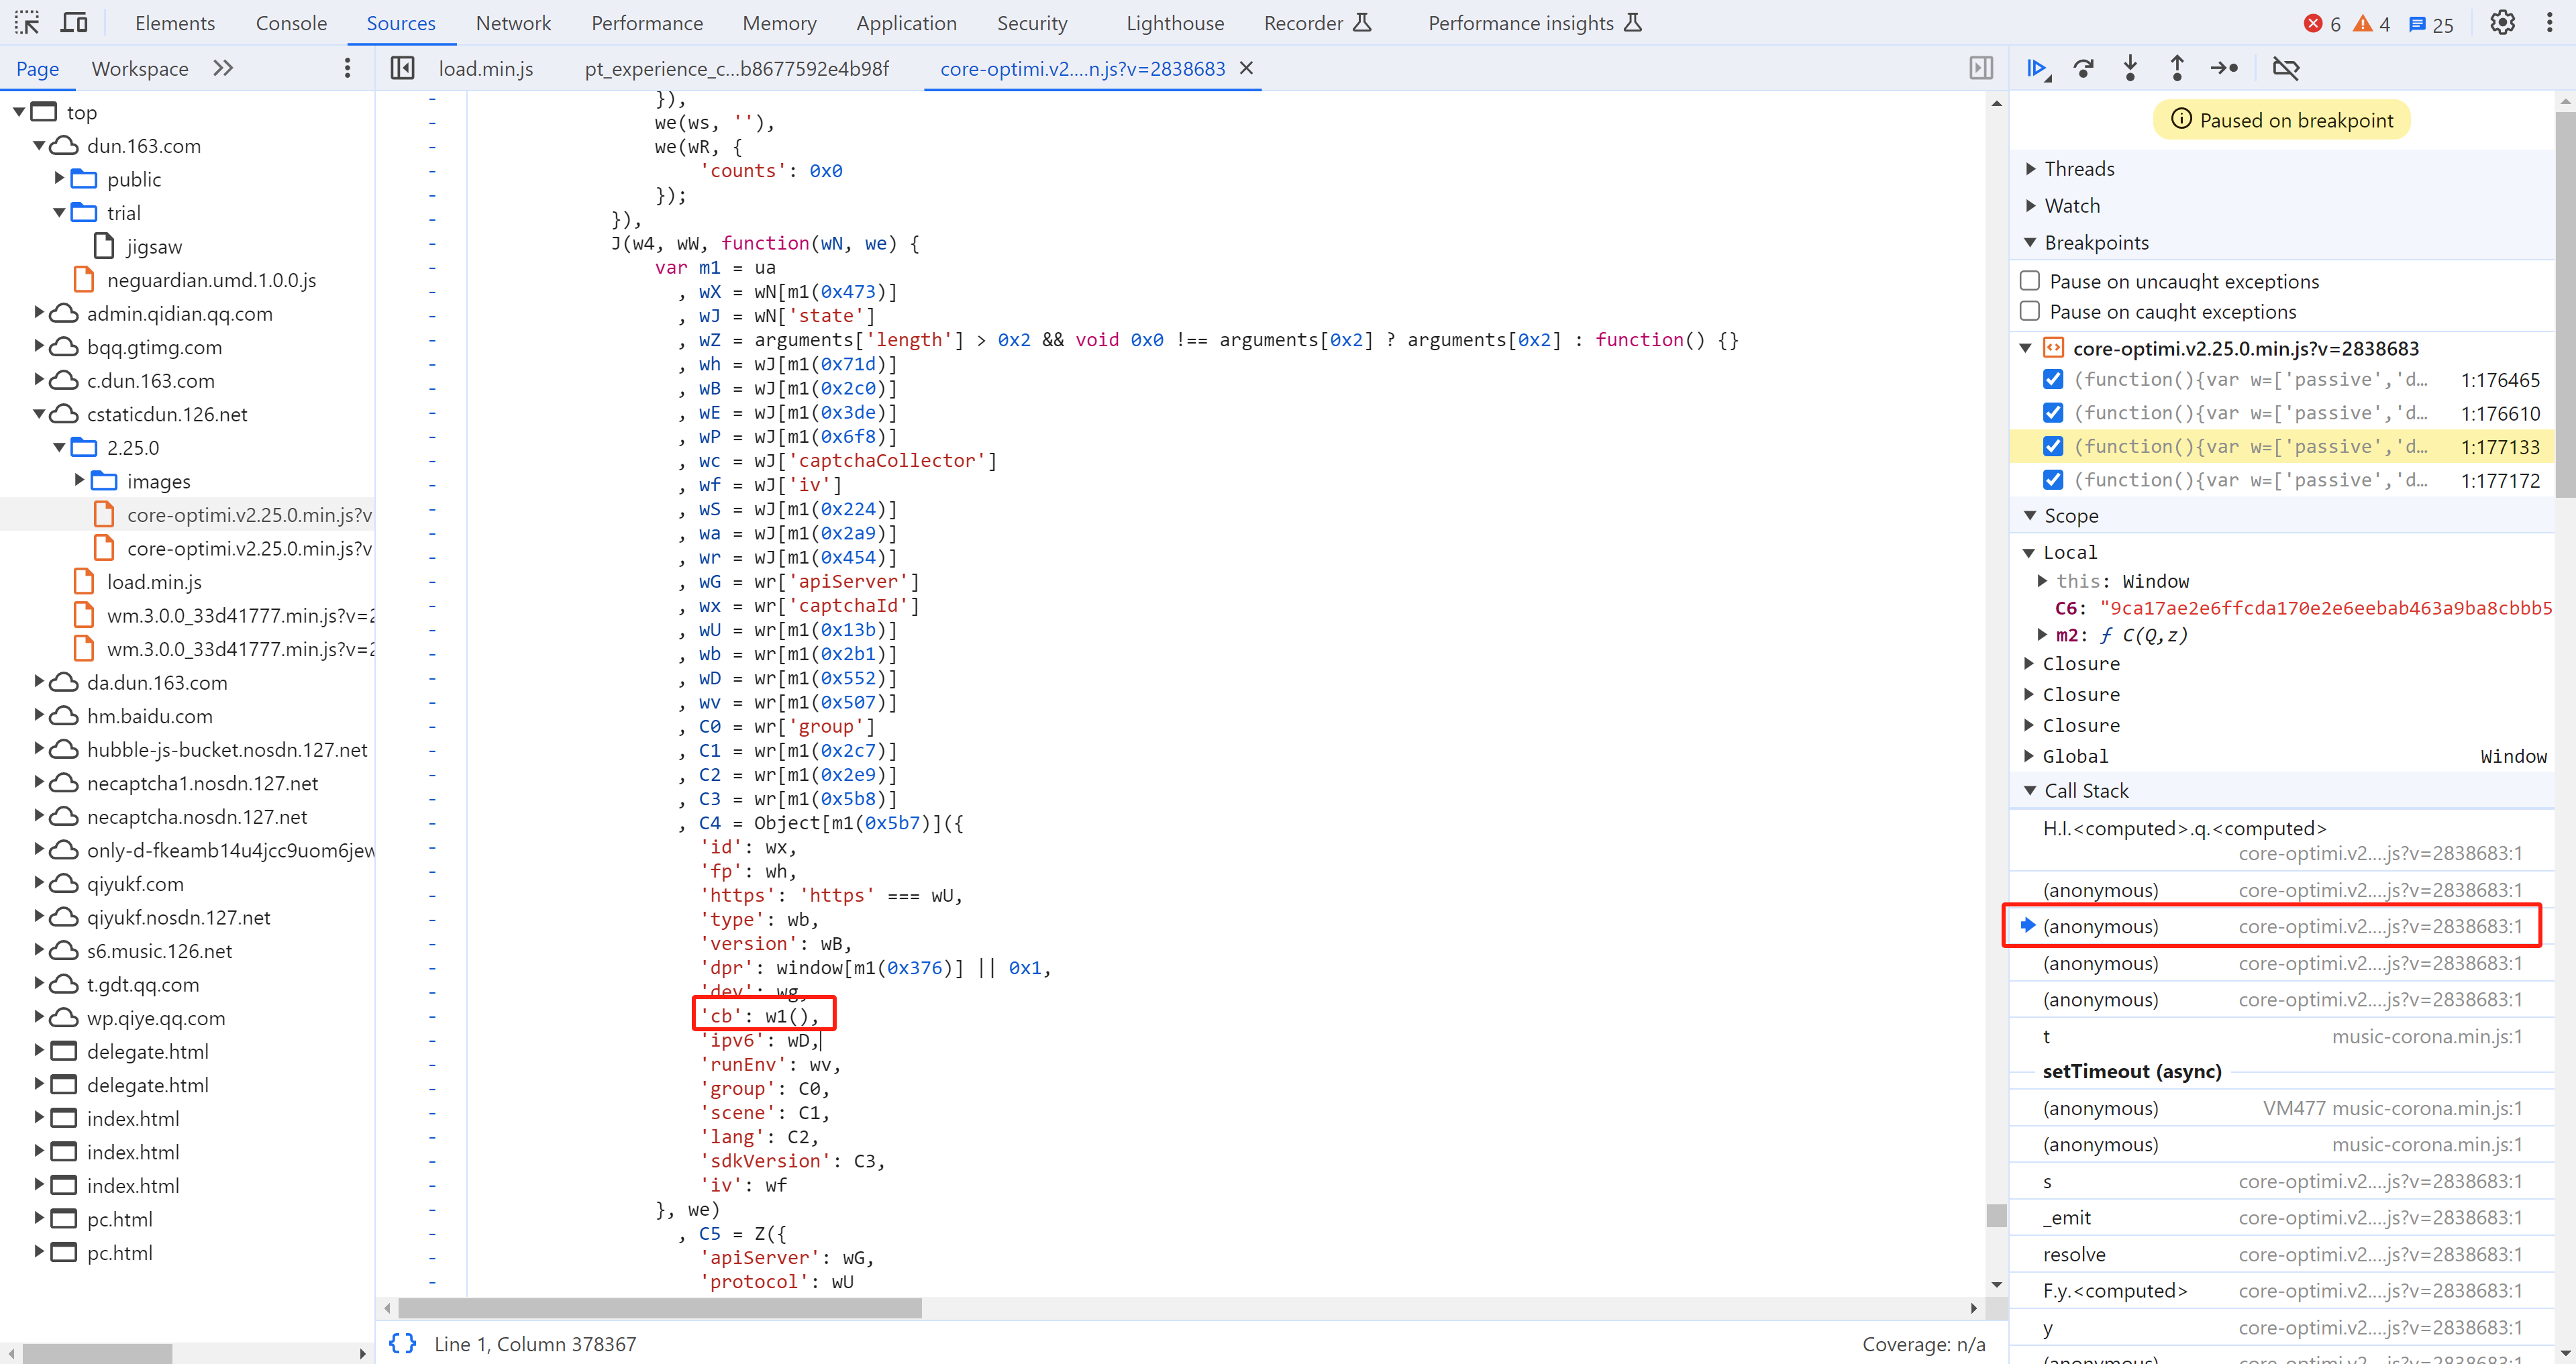 Elements Console Sources Network Performance Memory Application Security Lighthouse Recorder Performance insights 6 4 25
Page Workspace
load.min.js pt_experience_c...b8677592e4b98f core-optimi.v2....n.js?v=2838683
top
dun.163.com
public
trial
jigsaw
neguardian.umd.1.0.0.js
admin.qidian.qq.com
bqq.gtimg.com
c.dun.163.com
cstaticdun.126.net
2.25.0
images
core-optimi.v2.25.0.min.js?v
core-optimi.v2.25.0.min.js?v
load.min.js
wm.3.0.0_33d41777.min.js?v=2
wm.3.0.0_33d41777.min.js?v=2
da.dun.163.com
hm.baidu.com
hubble-js-bucket.nosdn.127.net
necaptcha1.nosdn.127.net
necaptcha.nosdn.127.net
only-d-fkeamb14u4jcc9uom6jew
qiyukf.com
qiyukf.nosdn.127.net
s6.music.126.net
t.gdt.qq.com
wp.qiye.qq.com
delegate.html
delegate.html
index.html
index.html
index.html
pc.html
pc.html
}),
we(ws, ''),
we(wR, {
'counts': 0x0
});
}),
J(w4, wW, function(wN, we) {
var m1 = ua
, wX = wN[m1(0x473)]
, wJ = wN['state']
, wZ = arguments['length'] > 0x2 && void 0x0 !== arguments[0x2] ? arguments[0x2] : function() {}
, wh = wJ[m1(0x71d)]
, wB = wJ[m1(0x2c0)]
, wE = wJ[m1(0x3de)]
, wP = wJ[m1(0x6f8)]
, wc = wJ['captchaCollector']
, wf = wJ['iv']
, wS = wJ[m1(0x224)]
, wa = wJ[m1(0x2a9)]
, wr = wJ[m1(0x454)]
, wG = wr['apiServer']
, wx = wr['captchaId']
, wU = wr[m1(0x13b)]
, wb = wr[m1(0x2b1)]
, wD = wr[m1(0x552)]
, wv = wr[m1(0x507)]
, C0 = wr['group']
, C1 = wr[m1(0x2c7)]
, C2 = wr[m1(0x2e9)]
, C3 = wr[m1(0x5b8)]
, C4 = Object[m1(0x5b7)]({
'id': wx,
'fp': wh,
'https': 'https' === wU,
'type': wb,
'version': wB,
'dpr': window[m1(0x376)] || 0x1,
'dev': wg,
'cb': w1(),
'ipv6': wD,
'runEnv': wv,
'group': C0,
'scene': C1,
'lang': C2,
'sdkVersion': C3,
'iv': wf
}, we)
, C5 = Z({
'apiServer': wG,
'protocol': wU
{ } Line 1, Column 378367 Coverage: n/a
Paused on breakpoint
Threads
Watch
Breakpoints
Pause on uncaught exceptions
Pause on caught exceptions
core-optimi.v2.25.0.min.js?v=2838683
(function(){var w=['passive','d... 1:176465
(function(){var w=['passive','d... 1:176610
(function(){var w=['passive','d... 1:177133
(function(){var w=['passive','d... 1:177172
Scope
Local
this: Window
C6: "9ca17ae2e6ffcda170e2e6eebab463a9ba8cbbb5
m2: ƒ C(Q,z)
Closure
Closure
Closure
Global Window
Call Stack
H.I.<computed>.q.<computed>
core-optimi.v2....js?v=2838683:1
(anonymous) core-optimi.v2....js?v=2838683:1
(anonymous) core-optimi.v2....js?v=2838683:1
(anonymous) core-optimi.v2....js?v=2838683:1
(anonymous) core-optimi.v2....js?v=2838683:1
t music-corona.min.js:1
setTimeout (async)
(anonymous) VM477 music-corona.min.js:1
(anonymous) music-corona.min.js:1
s core-optimi.v2....js?v=2838683:1
_emit core-optimi.v2....js?v=2838683:1
resolve core-optimi.v2....js?v=2838683:1
F.y.<computed> core-optimi.v2....js?v=2838683:1
y core-optimi.v2....js?v=2838683:1
(anonymous) core-optimi.v2....js?v=2838683:1